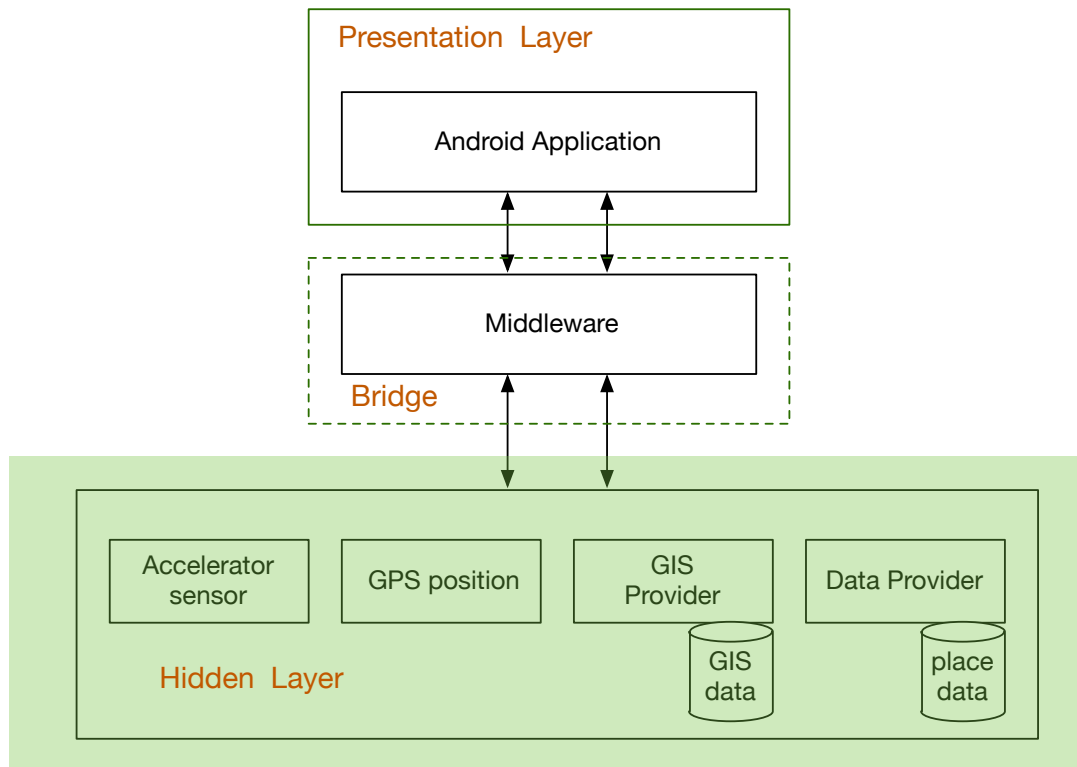 Presentation Layer
Android Application
Middleware
Bridge
Accelerator
sensor
GPS position
GIS
Provider
Data Provider
Hidden Layer
GIS
data
place
data